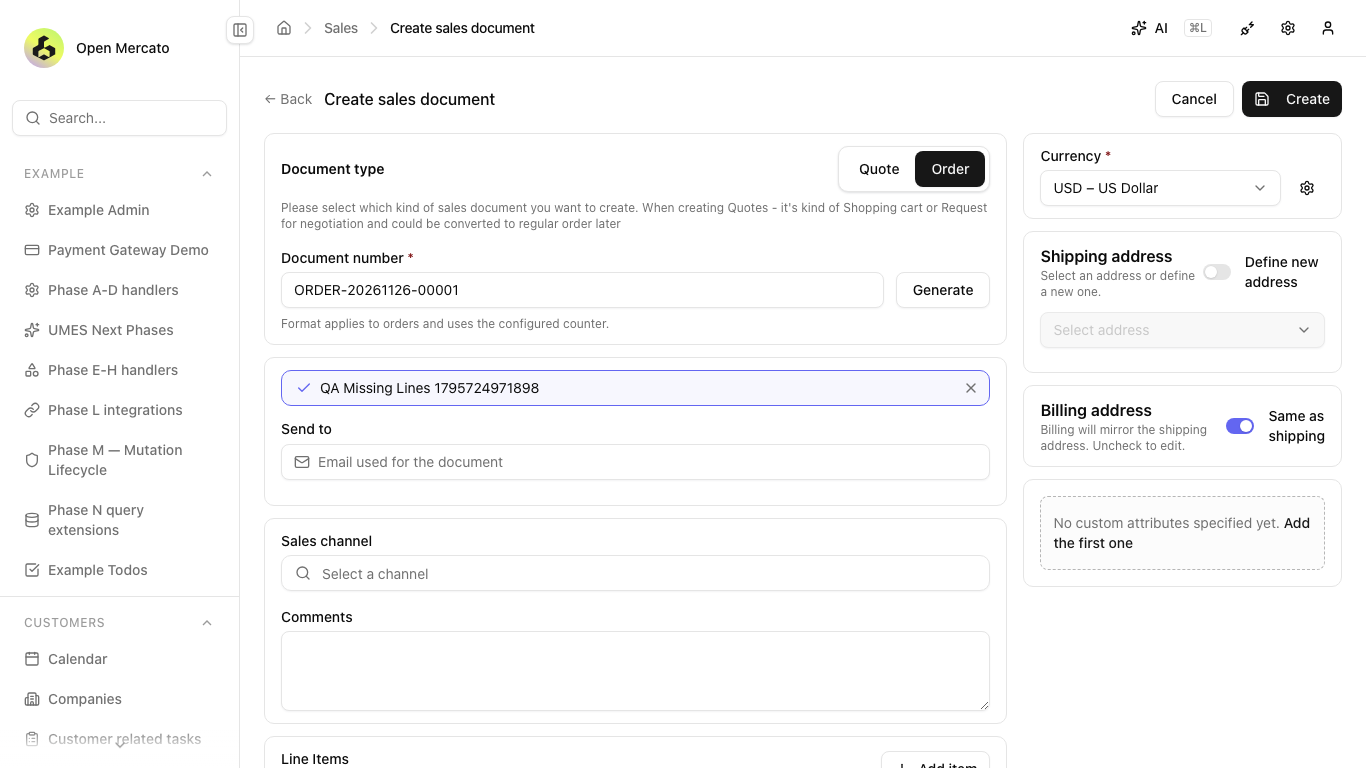 Open Mercato
Search...
EXAMPLE
Example Admin
Payment Gateway Demo
Phase A-D handlers
UMES Next Phases
Phase E-H handlers
Phase L integrations
Phase M — Mutation
Lifecycle
Phase N query
extensions
Example Todos
CUSTOMERS
Calendar
Companies
Customer related tasks
Sales
Create sales document
AI
⌘L
← Back
Create sales document
Cancel
Create
Document type
Quote
Order
Please select which kind of sales document you want to create. When creating Quotes - it's kind of Shopping cart or Request
for negotiation and could be converted to regular order later
Document number *
ORDER-20261126-00001
Generate
Format applies to orders and uses the configured counter.
QA Missing Lines 1795724971898
Send to
Email used for the document
Sales channel
Select a channel
Comments
Line Items
Add item
Currency *
USD – US Dollar
Shipping address
Select an address or define
a new one.
Define new
address
Select address
Billing address
Billing will mirror the shipping
address. Uncheck to edit.
Same as
shipping
No custom attributes specified yet. Add
the first one